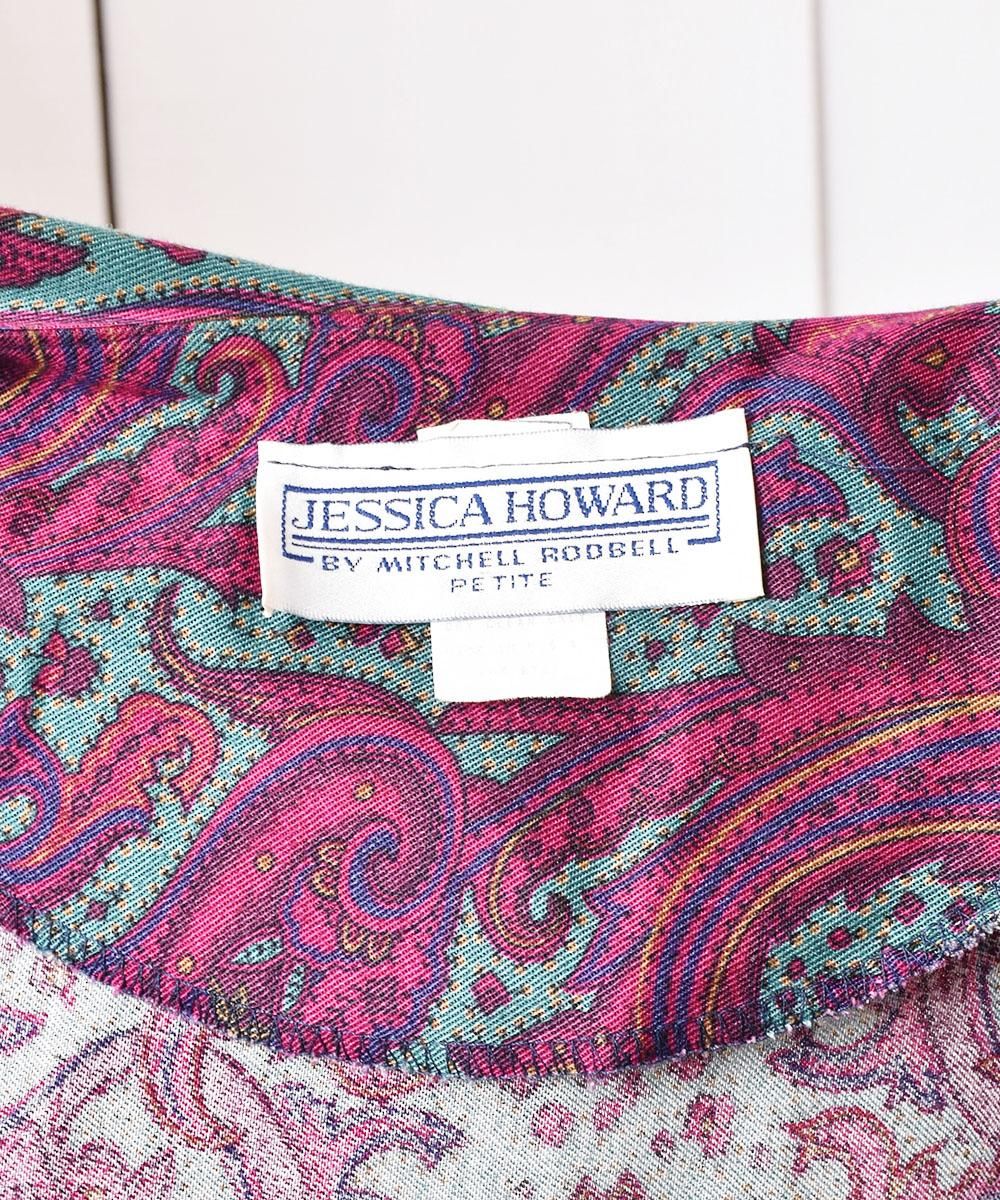 JESSICA HOWARD
BY MITCHELL RODBELL
PETITE